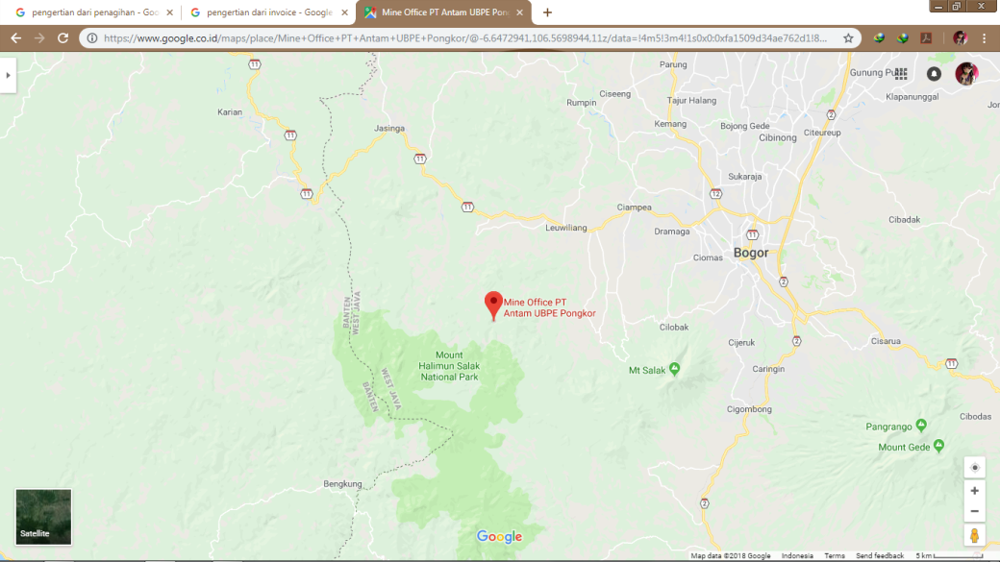 pengertian dari penagihan - Goo
pengertian dari invoice - Google
Mine Office PT Antam UBPE Pong
https://www.google.co.id/maps/place/Mine+Office+PT+Antam+UBPE+Pongkor/@-6.6472941,106.5698944,11z/data=!4m5!3m4!1s0x0:0xfa1509d34ae762d1!8...
Parung
Gunung Pu
Karian
Ciseeng
Rumpin
Tajur Halang
Klapanunggal
Jasinga
Kemang
Bojong Gede
Cibinong
Citeureup
Jon
Sukaraja
Ciampea
Leuwiliang
Dramaga
Cibadak
Ciomas
Bogor
11
11
11
11
11
12
11
2
2
2
11
2
BANTEN
WEST JAVA
Mine Office PT
Antam UBPE Pongkor
Cilobak
Cijeruk
Cisarua
Mount
Halimun Salak
National Park
Mt Salak
Caringin
WEST JAVA
BANTEN
Cigombong
Cibodas
Pangrango
Mount Gede
Bengkung
Satellite
Google
Map data ©2018 Google
Indonesia
Terms
Send feedback
5 km